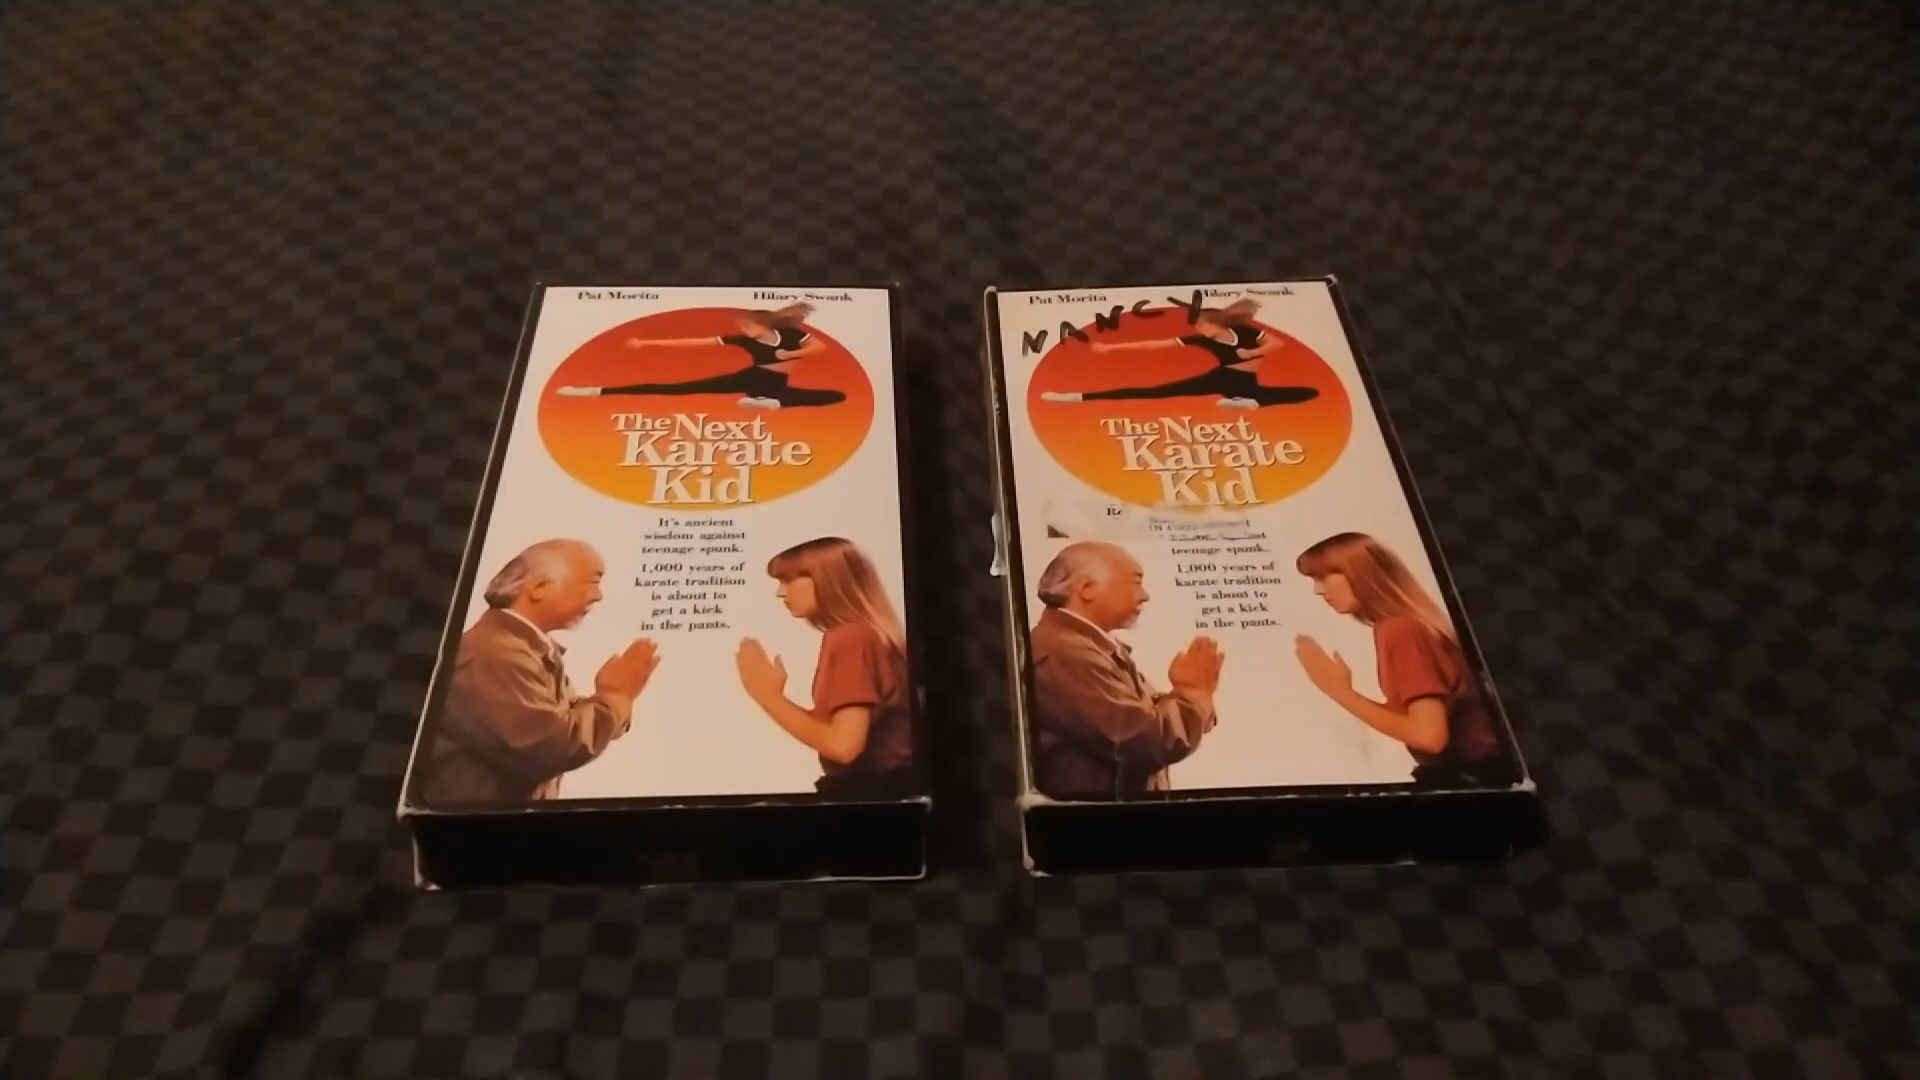 Pat Morita
Hilary Swank
The Next
Karate
Kid
It's ancient
wisdom against
teenage spunk.
1,000 years of
karate tradition
is about to
get a kick
in the pants.
Pat Morita
Hilary Swank
NANCY
The Next
Karate
Kid
teenage spunk.
1,000 years of
karate tradition
is about to
get a kick
in the pants.